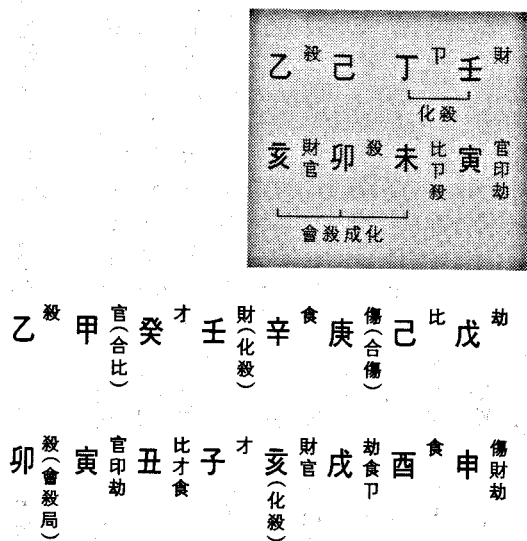 乙 殺 己 丁 卩 壬 財
化殺
亥 財官 卯 殺 未 比卩殺 寅 官印劫
會殺成化
乙 殺 甲 官(合比) 癸 才 壬 財(化殺) 辛 食 庚 傷(合傷) 己 比 戊 劫
卯 殺(會殺局) 寅 官印劫 丑 比才食 子 才 亥 財官(化殺) 戌 劫食卩 酉 食 申 傷財劫